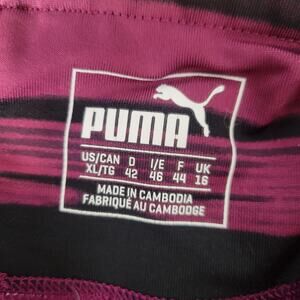 PUMA
US/CAN D I/E F UK
XL/TG 42 46 44 16
MADE IN CAMBODIA
FABRIQUÉ AU CAMBODGE